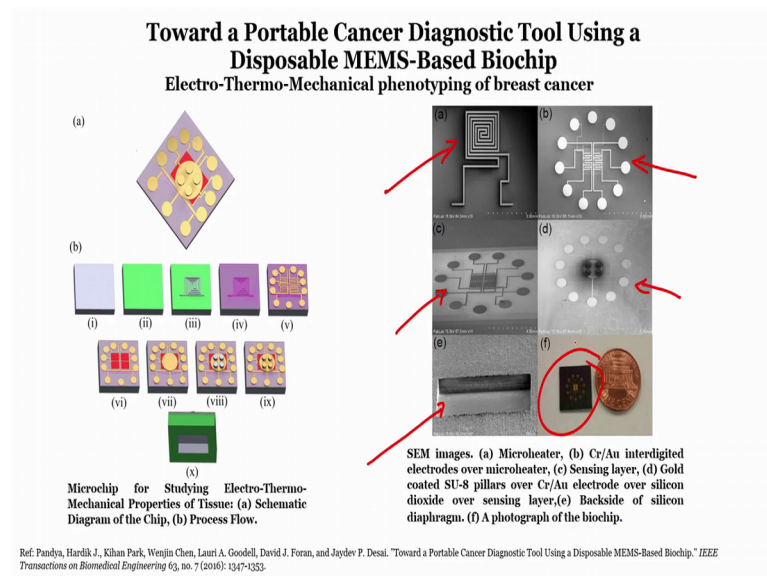 Toward a Portable Cancer Diagnostic Tool Using a
Disposable MEMS-Based Biochip
Electro-Thermo-Mechanical phenotyping of breast cancer
(a)
(b)
(i)
(ii)
(iii)
(iv)
(v)
(vi)
(vii)
(viii)
(ix)
(x)
Microchip for Studying Electro-Thermo-
Mechanical Properties of Tissue: (a) Schematic
Diagram of the Chip, (b) Process Flow.
(a)
(b)
(c)
(d)
(e)
(f)
SEM images. (a) Microheater, (b) Cr/Au interdigited
electrodes over microheater, (c) Sensing layer, (d) Gold
coated SU-8 pillars over Cr/Au electrode over silicon
dioxide over sensing layer,(e) Backside of silicon
diaphragm. (f) A photograph of the biochip.
Ref: Pandya, Hardik J., Kihan Park, Wenjin Chen, Lauri A. Goodell, David J. Foran, and Jaydev P. Desai. "Toward a Portable Cancer Diagnostic Tool Using a Disposable MEMS-Based Biochip." IEEE
Transactions on Biomedical Engineering 63, no. 7 (2016): 1347-1353.